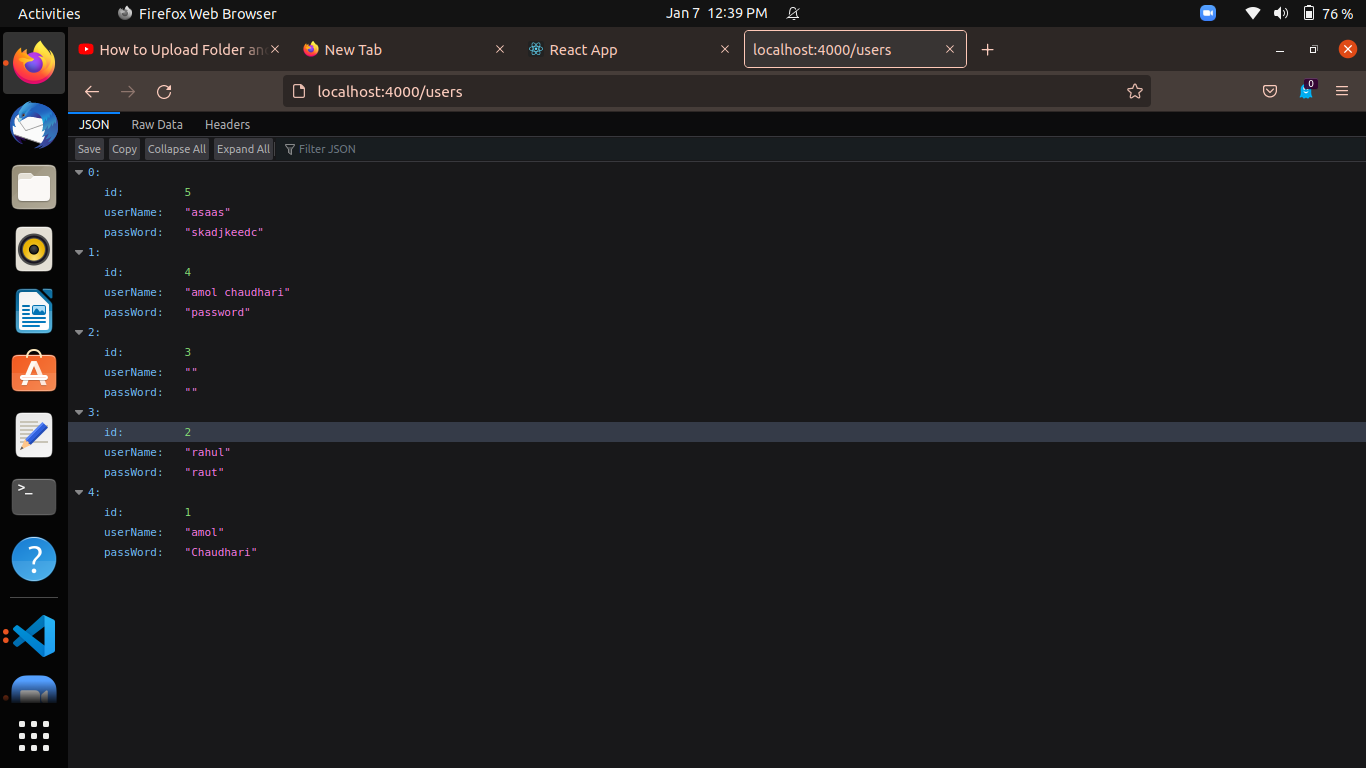 Activities Firefox Web Browser Jan 7 12:39 PM 76 %
How to Upload Folder an New Tab React App localhost:4000/users
localhost:4000/users 0
JSON Raw Data Headers
Save Copy Collapse All Expand All Filter JSON
0:
id: 5
userName: "asaas"
passWord: "skadjkeedc"
1:
id: 4
userName: "amol chaudhari"
passWord: "password"
2:
id: 3
userName: ""
passWord: ""
3:
id: 2
userName: "rahul"
passWord: "raut"
4:
id: 1
userName: "amol"
passWord: "Chaudhari"